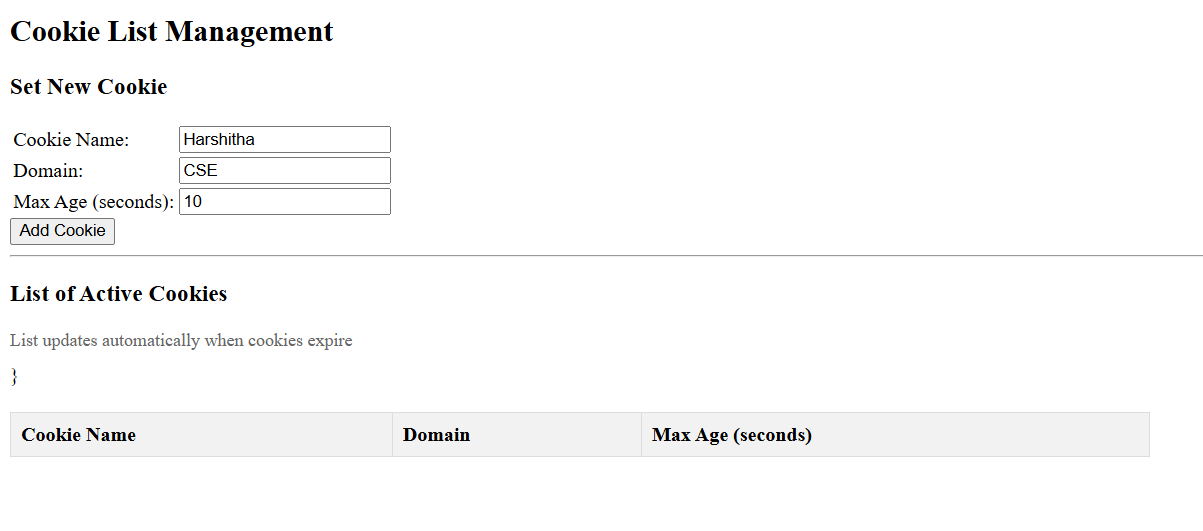 Cookie List Management
Set New Cookie
Cookie Name: Harshitha
Domain: CSE
Max Age (seconds): 10
Add Cookie
List of Active Cookies
List updates automatically when cookies expire
}
Cookie Name Domain Max Age (seconds)